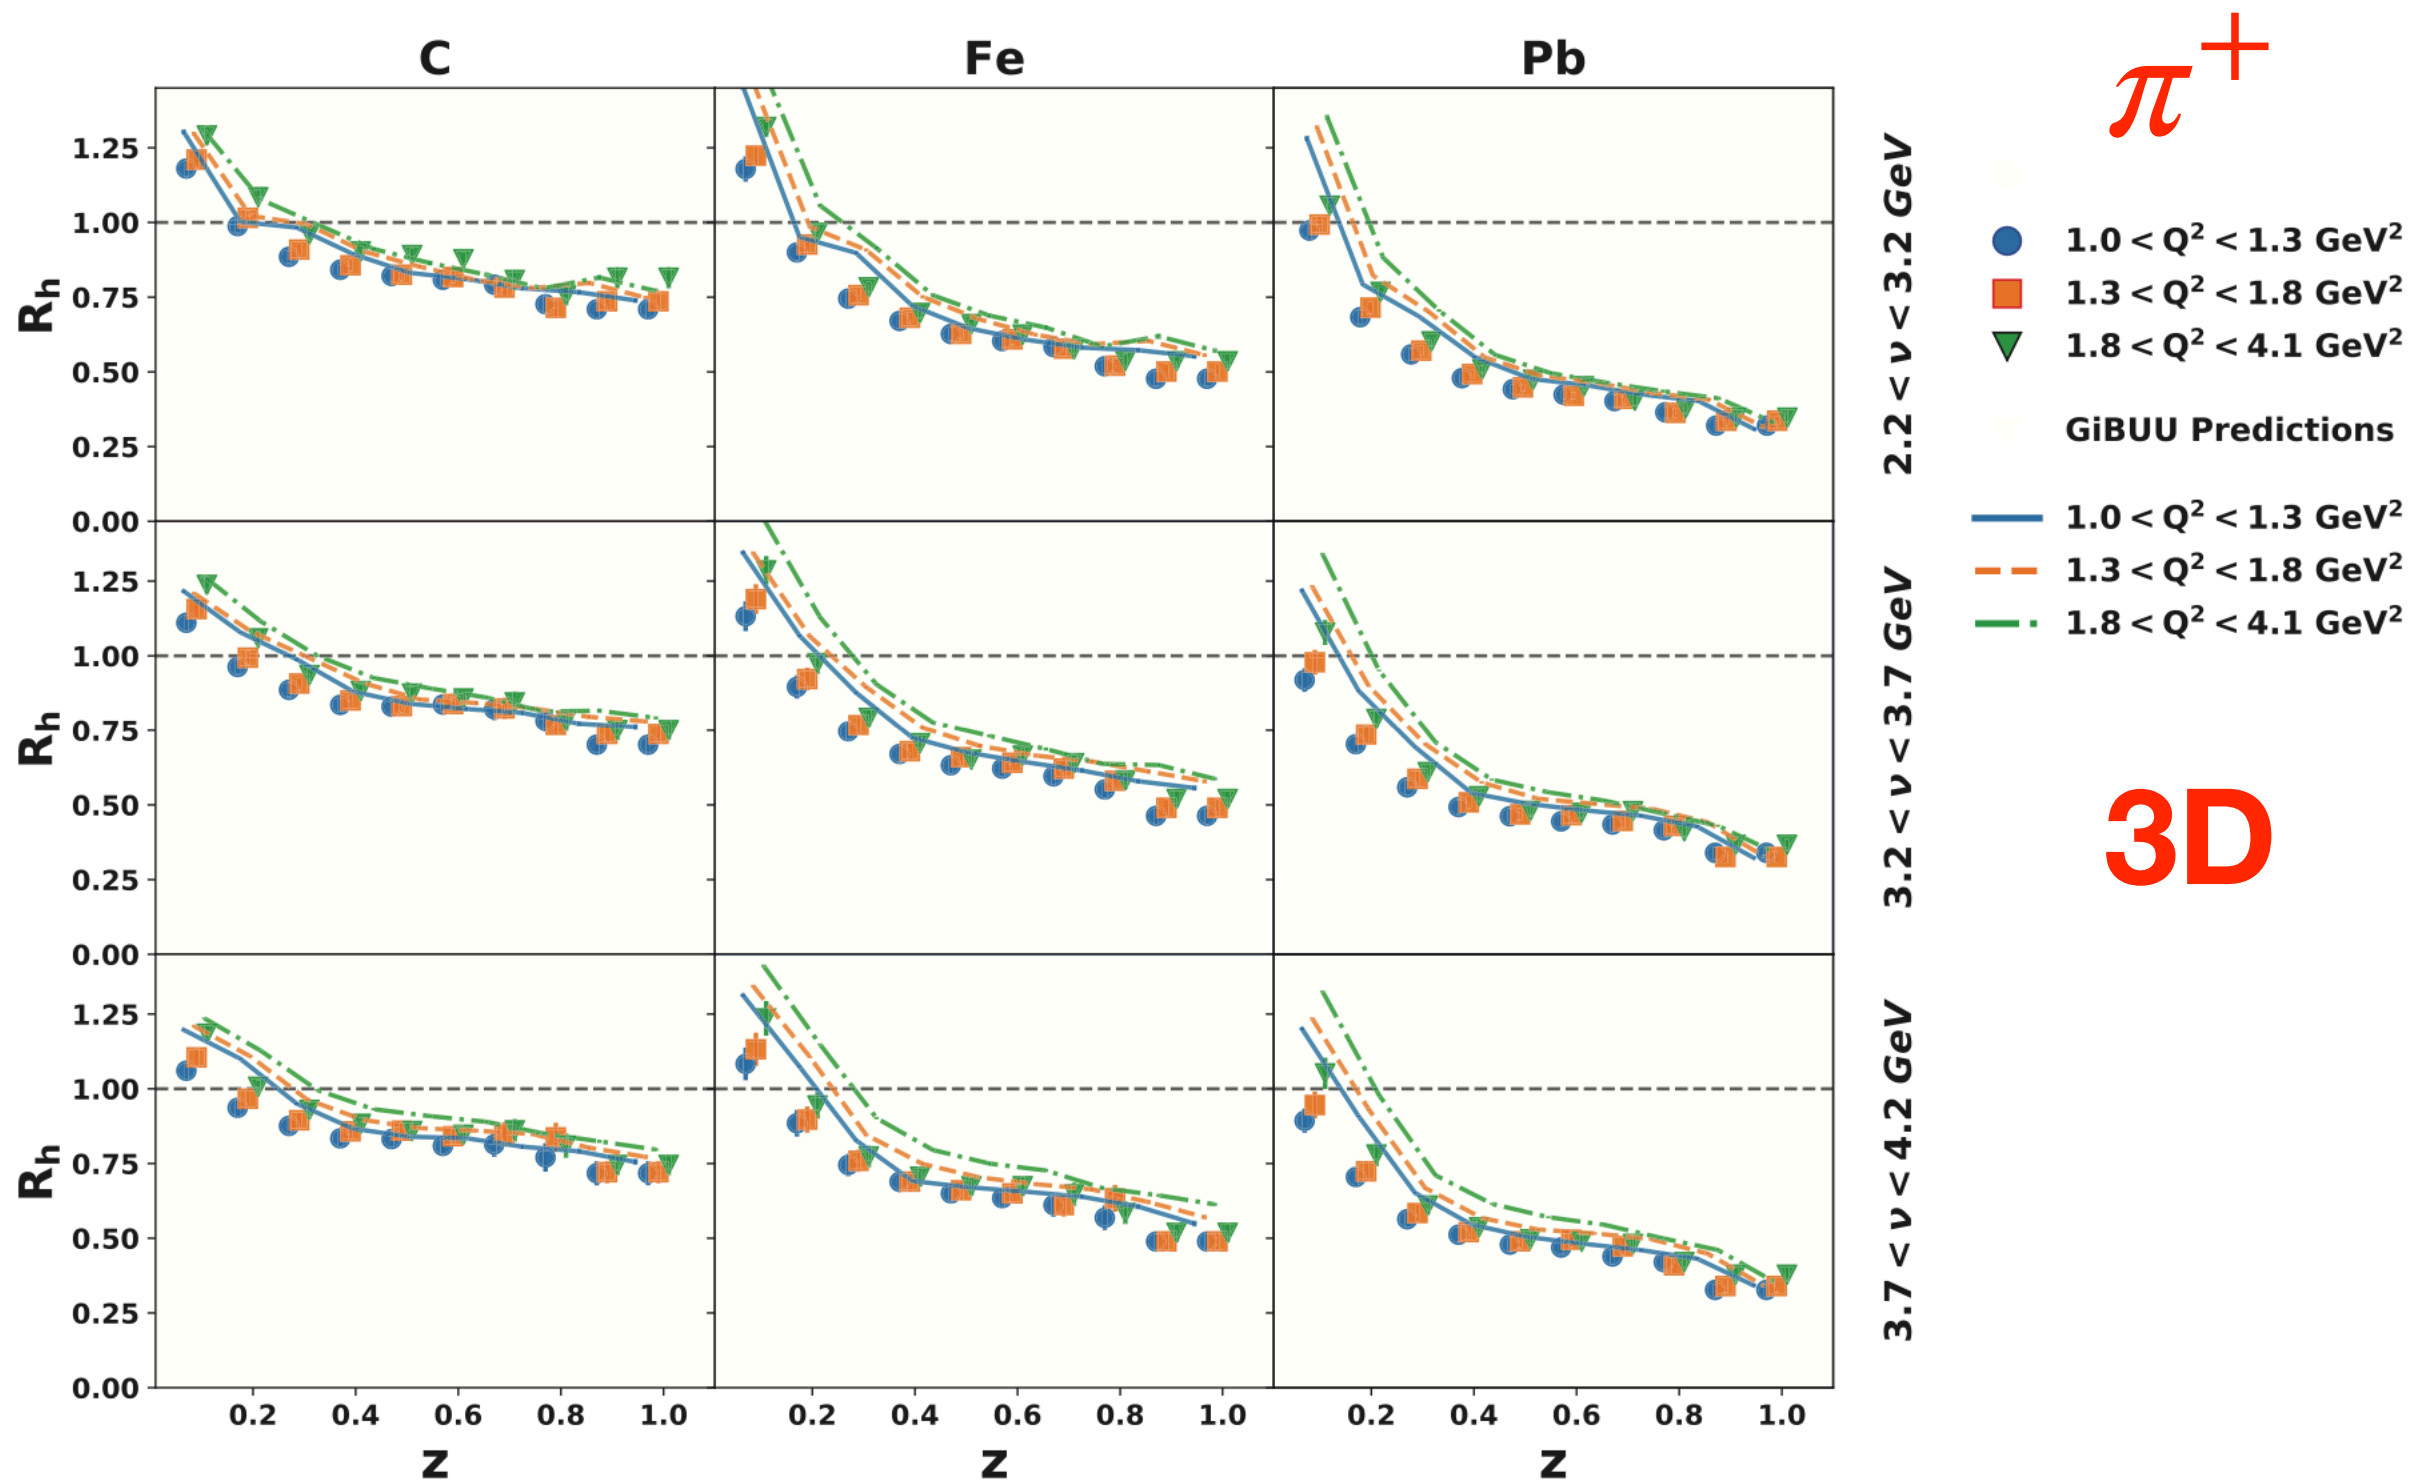 C Fe Pb
π⁺
R_h
1.25
1.00
0.75
0.50
0.25
0.00
2.2 < ν < 3.2 GeV
1.0 < Q² < 1.3 GeV²
1.3 < Q² < 1.8 GeV²
1.8 < Q² < 4.1 GeV²
GiBUU Predictions
1.0 < Q² < 1.3 GeV²
1.3 < Q² < 1.8 GeV²
1.8 < Q² < 4.1 GeV²
R_h
1.25
1.00
0.75
0.50
0.25
0.00
3.2 < ν < 3.7 GeV
3D
R_h
1.25
1.00
0.75
0.50
0.25
0.00
3.7 < ν < 4.2 GeV
0.2 0.4 0.6 0.8 1.0 0.2 0.4 0.6 0.8 1.0 0.2 0.4 0.6 0.8 1.0
z z z